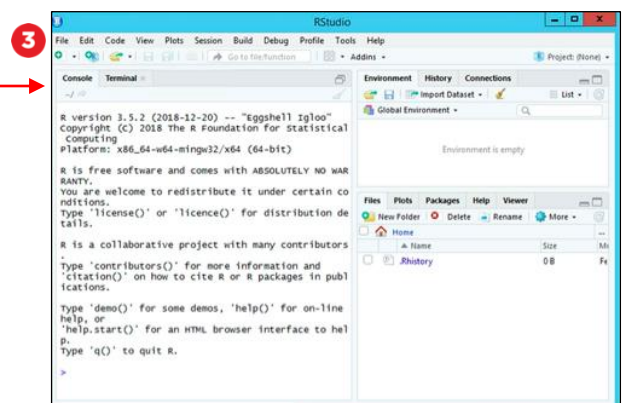 3
RStudio
File Edit Code View Plots Session Build Debug Profile Tools Help
Go to file/function
Addins
Project: (None)
Console Terminal
~/
R version 3.5.2 (2018-12-20) -- "Eggshell Igloo"
Copyright (C) 2018 The R Foundation for Statistical
Computing
Platform: x86_64-w64-mingw32/x64 (64-bit)
R is free software and comes with ABSOLUTELY NO WAR
RANTY.
You are welcome to redistribute it under certain co
nditions.
Type 'license()' or 'licence()' for distribution de
tails.
R is a collaborative project with many contributors
.
Type 'contributors()' for more information and
'citation()' on how to cite R or R packages in publ
ications.
Type 'demo()' for some demos, 'help()' for on-line
help, or
'help.start()' for an HTML browser interface to hel
p.
Type 'q()' to quit R.
>
Environment History Connections
Import Dataset List
Global Environment
Environment is empty
Files Plots Packages Help Viewer
New Folder Delete Rename More
Home ...
Name Size Mo
.Rhistory 0 B Fe